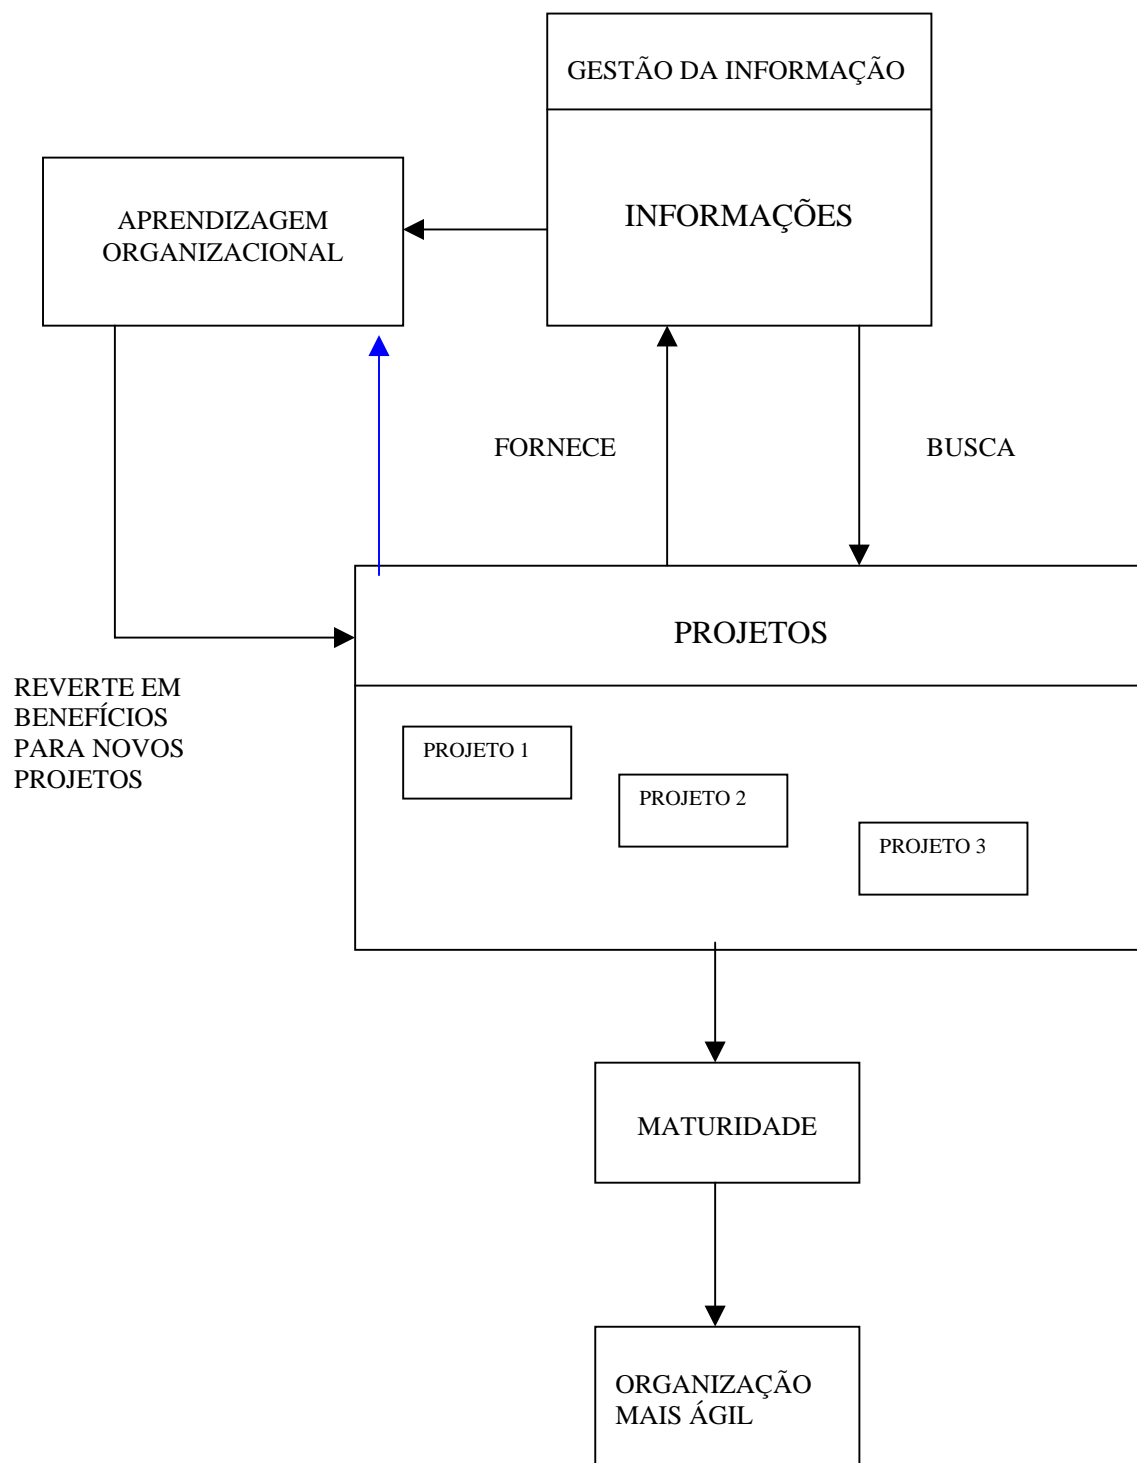 GESTÃO DA INFORMAÇÃO
INFORMAÇÕES
APRENDIZAGEM
ORGANIZACIONAL
FORNECE
BUSCA
PROJETOS
REVERTE EM
BENEFÍCIOS
PARA NOVOS
PROJETOS
PROJETO 1
PROJETO 2
PROJETO 3
MATURIDADE
ORGANIZAÇÃO
MAIS ÁGIL